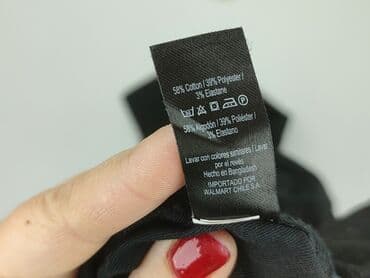 58% Cotton / 39% Polyester /
3% Elastane
58% Algodón / 39% Poliéster /
3% Elastano
Lavar con colores similares / Lavar
por el revés
Hecho en Bangladesh
IMPORTADO POR
WALMART CHILE S.A